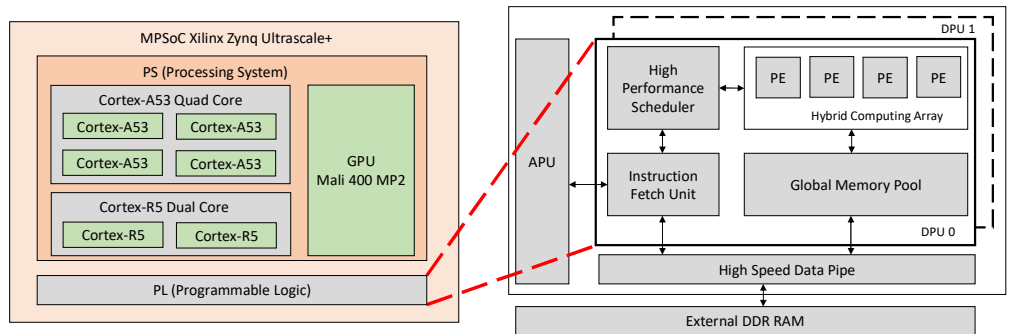 MPSoC Xilinx Zynq Ultrascale+
PS (Processing System)
Cortex-A53 Quad Core
Cortex-A53
Cortex-A53
Cortex-A53
Cortex-A53
Cortex-R5 Dual Core
Cortex-R5
Cortex-R5
GPU
Mali 400 MP2
PL (Programmable Logic)
DPU 1
APU
High
Performance
Scheduler
PE
PE
PE
PE
Hybrid Computing Array
Instruction
Fetch Unit
Global Memory Pool
DPU 0
High Speed Data Pipe
External DDR RAM